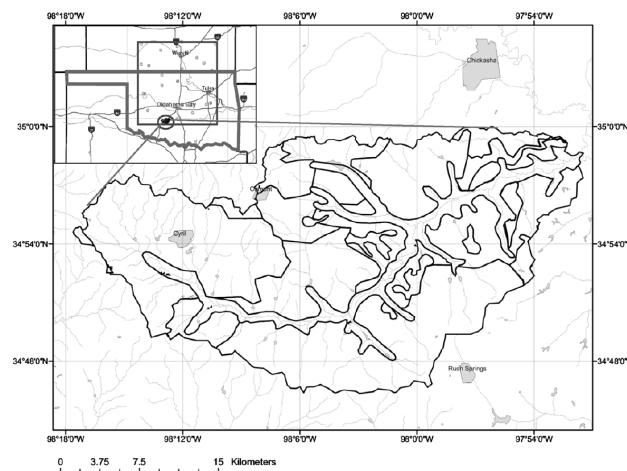 98°18'0"W 98°12'0"W 98°6'0"W 98°0'0"W 97°54'0"W
Wichita
Tulsa
Oklahoma City
Chickasha
35°0'0"N 35°0'0"N
Cement
Cyril
34°54'0"N 34°54'0"N
34°48'0"N 34°48'0"N
Rush Springs
98°18'0"W 98°12'0"W 98°6'0"W 98°0'0"W 97°54'0"W
0 3.75 7.5 15 Kilometers